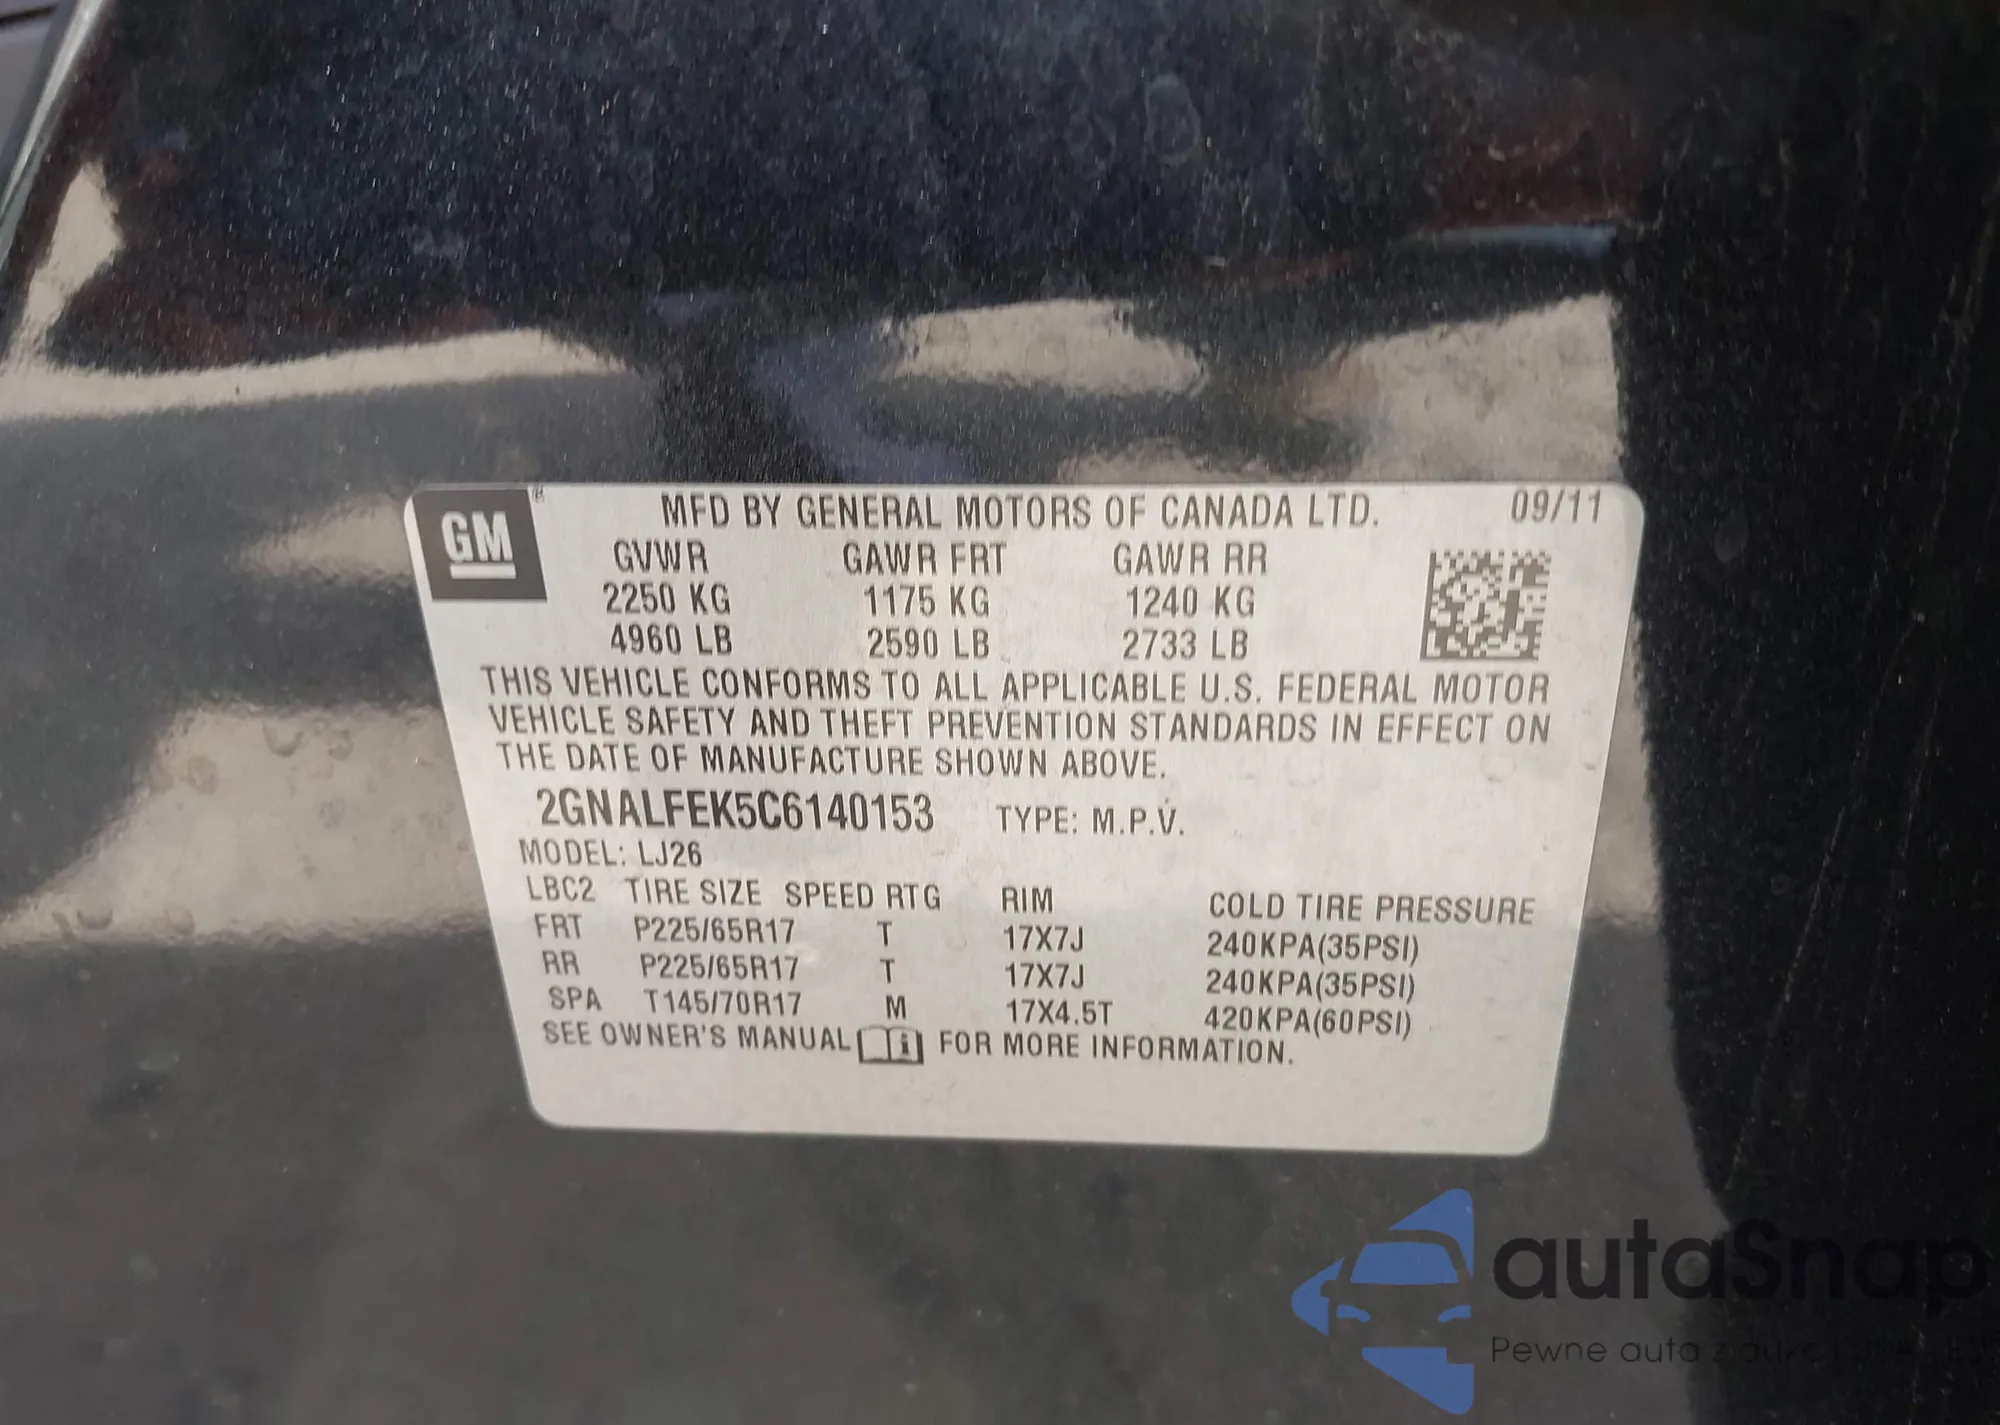 GM ® MFD BY GENERAL MOTORS OF CANADA LTD. 09/11
GVWR GAWR FRT GAWR RR
2250 KG 1175 KG 1240 KG
4960 LB 2590 LB 2733 LB
THIS VEHICLE CONFORMS TO ALL APPLICABLE U.S. FEDERAL MOTOR
VEHICLE SAFETY AND THEFT PREVENTION STANDARDS IN EFFECT ON
THE DATE OF MANUFACTURE SHOWN ABOVE.
2GNALFEK5C6140153 TYPE: M.P.V.
MODEL: LJ26
LBC2 TIRE SIZE SPEED RTG RIM COLD TIRE PRESSURE
FRT P225/65R17 T 17X7J 240KPA(35PSI)
RR P225/65R17 T 17X7J 240KPA(35PSI)
SPA T145/70R17 M 17X4.5T 420KPA(60PSI)
SEE OWNER'S MANUAL i FOR MORE INFORMATION.
autaSnap
Pewne auta z